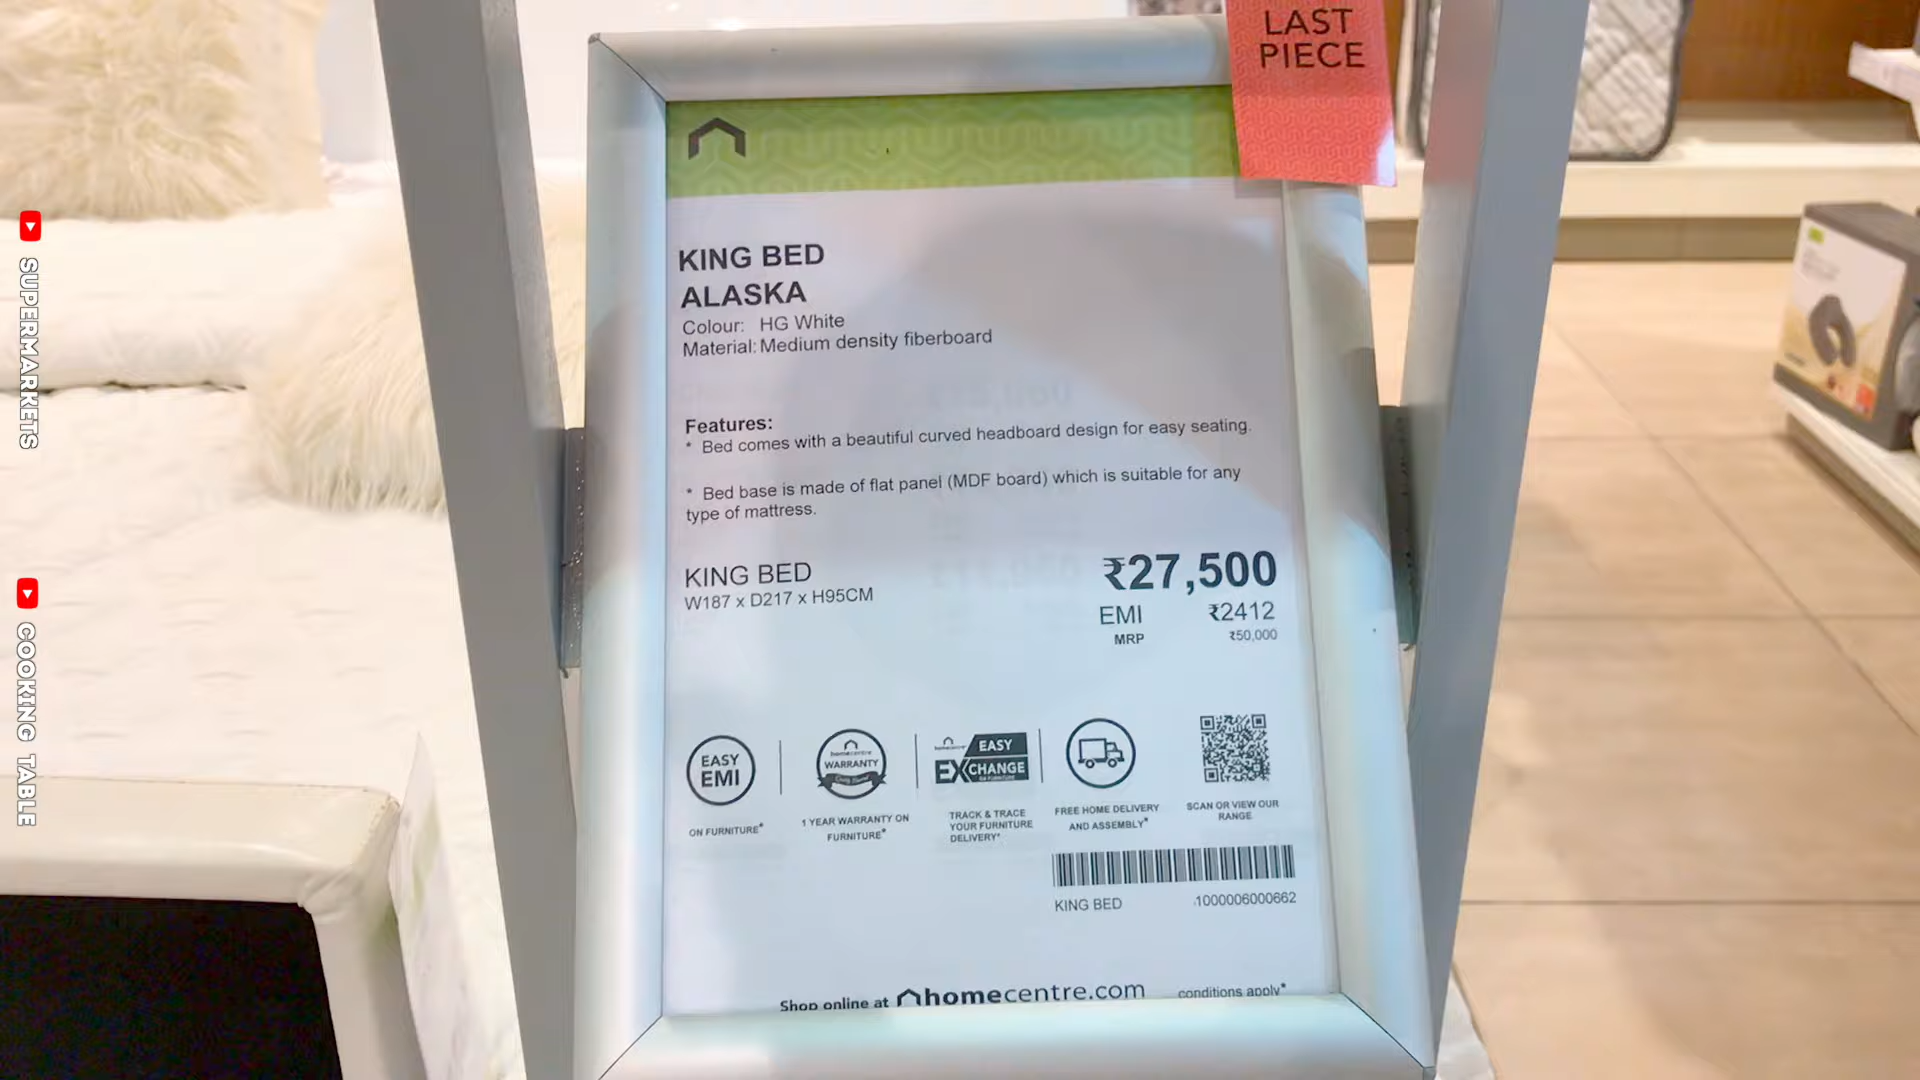 LAST
PIECE
KING BED
ALASKA
Colour: HG White
Material: Medium density fiberboard
Features:
* Bed comes with a beautiful curved headboard design for easy seating.
* Bed base is made of flat panel (MDF board) which is suitable for any
type of mattress.
KING BED
W187 x D217 x H95CM
₹27,500
EMI ₹2412
MRP ₹50,000
EASY
EMI
ON FURNITURE*
homecentre
WARRANTY
1 YEAR WARRANTY ON
FURNITURE*
homecentre
EASY
EXCHANGE
TRACK & TRACE
YOUR FURNITURE
DELIVERY*
FREE HOME DELIVERY
AND ASSEMBLY*
SCAN OR VIEW OUR
RANGE
KING BED 1000006000662
Shop online at homecentre.com conditions apply*
SUPERMARKETS
COOKING TABLE